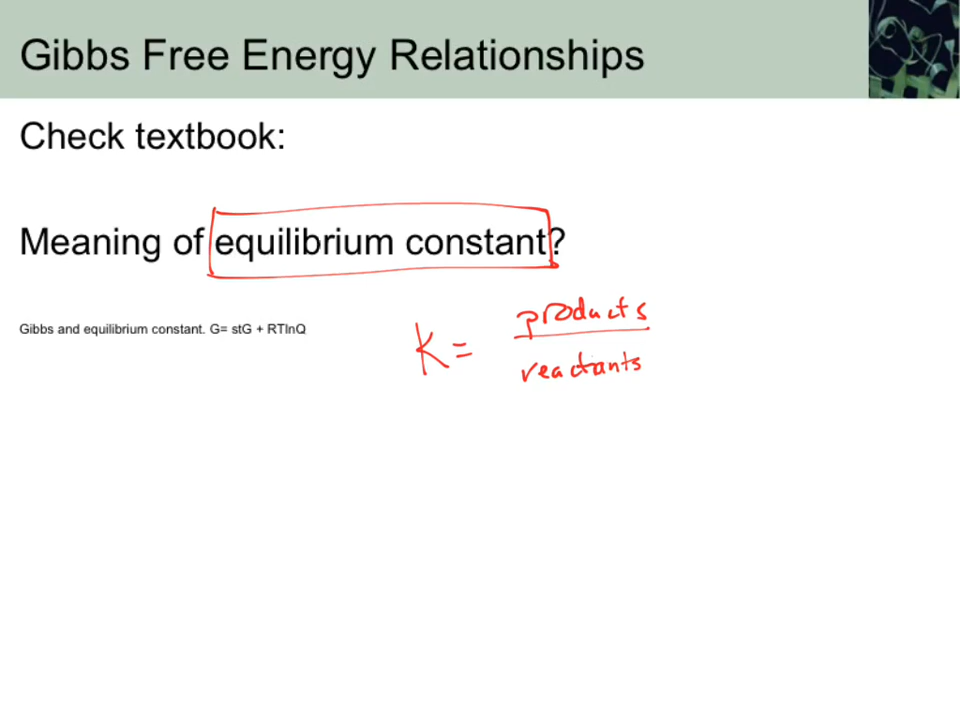 Gibbs Free Energy Relationships
Check textbook:
Meaning of equilibrium constant?
Gibbs and equilibrium constant. G= stG + RTlnQ
K = products
reactants